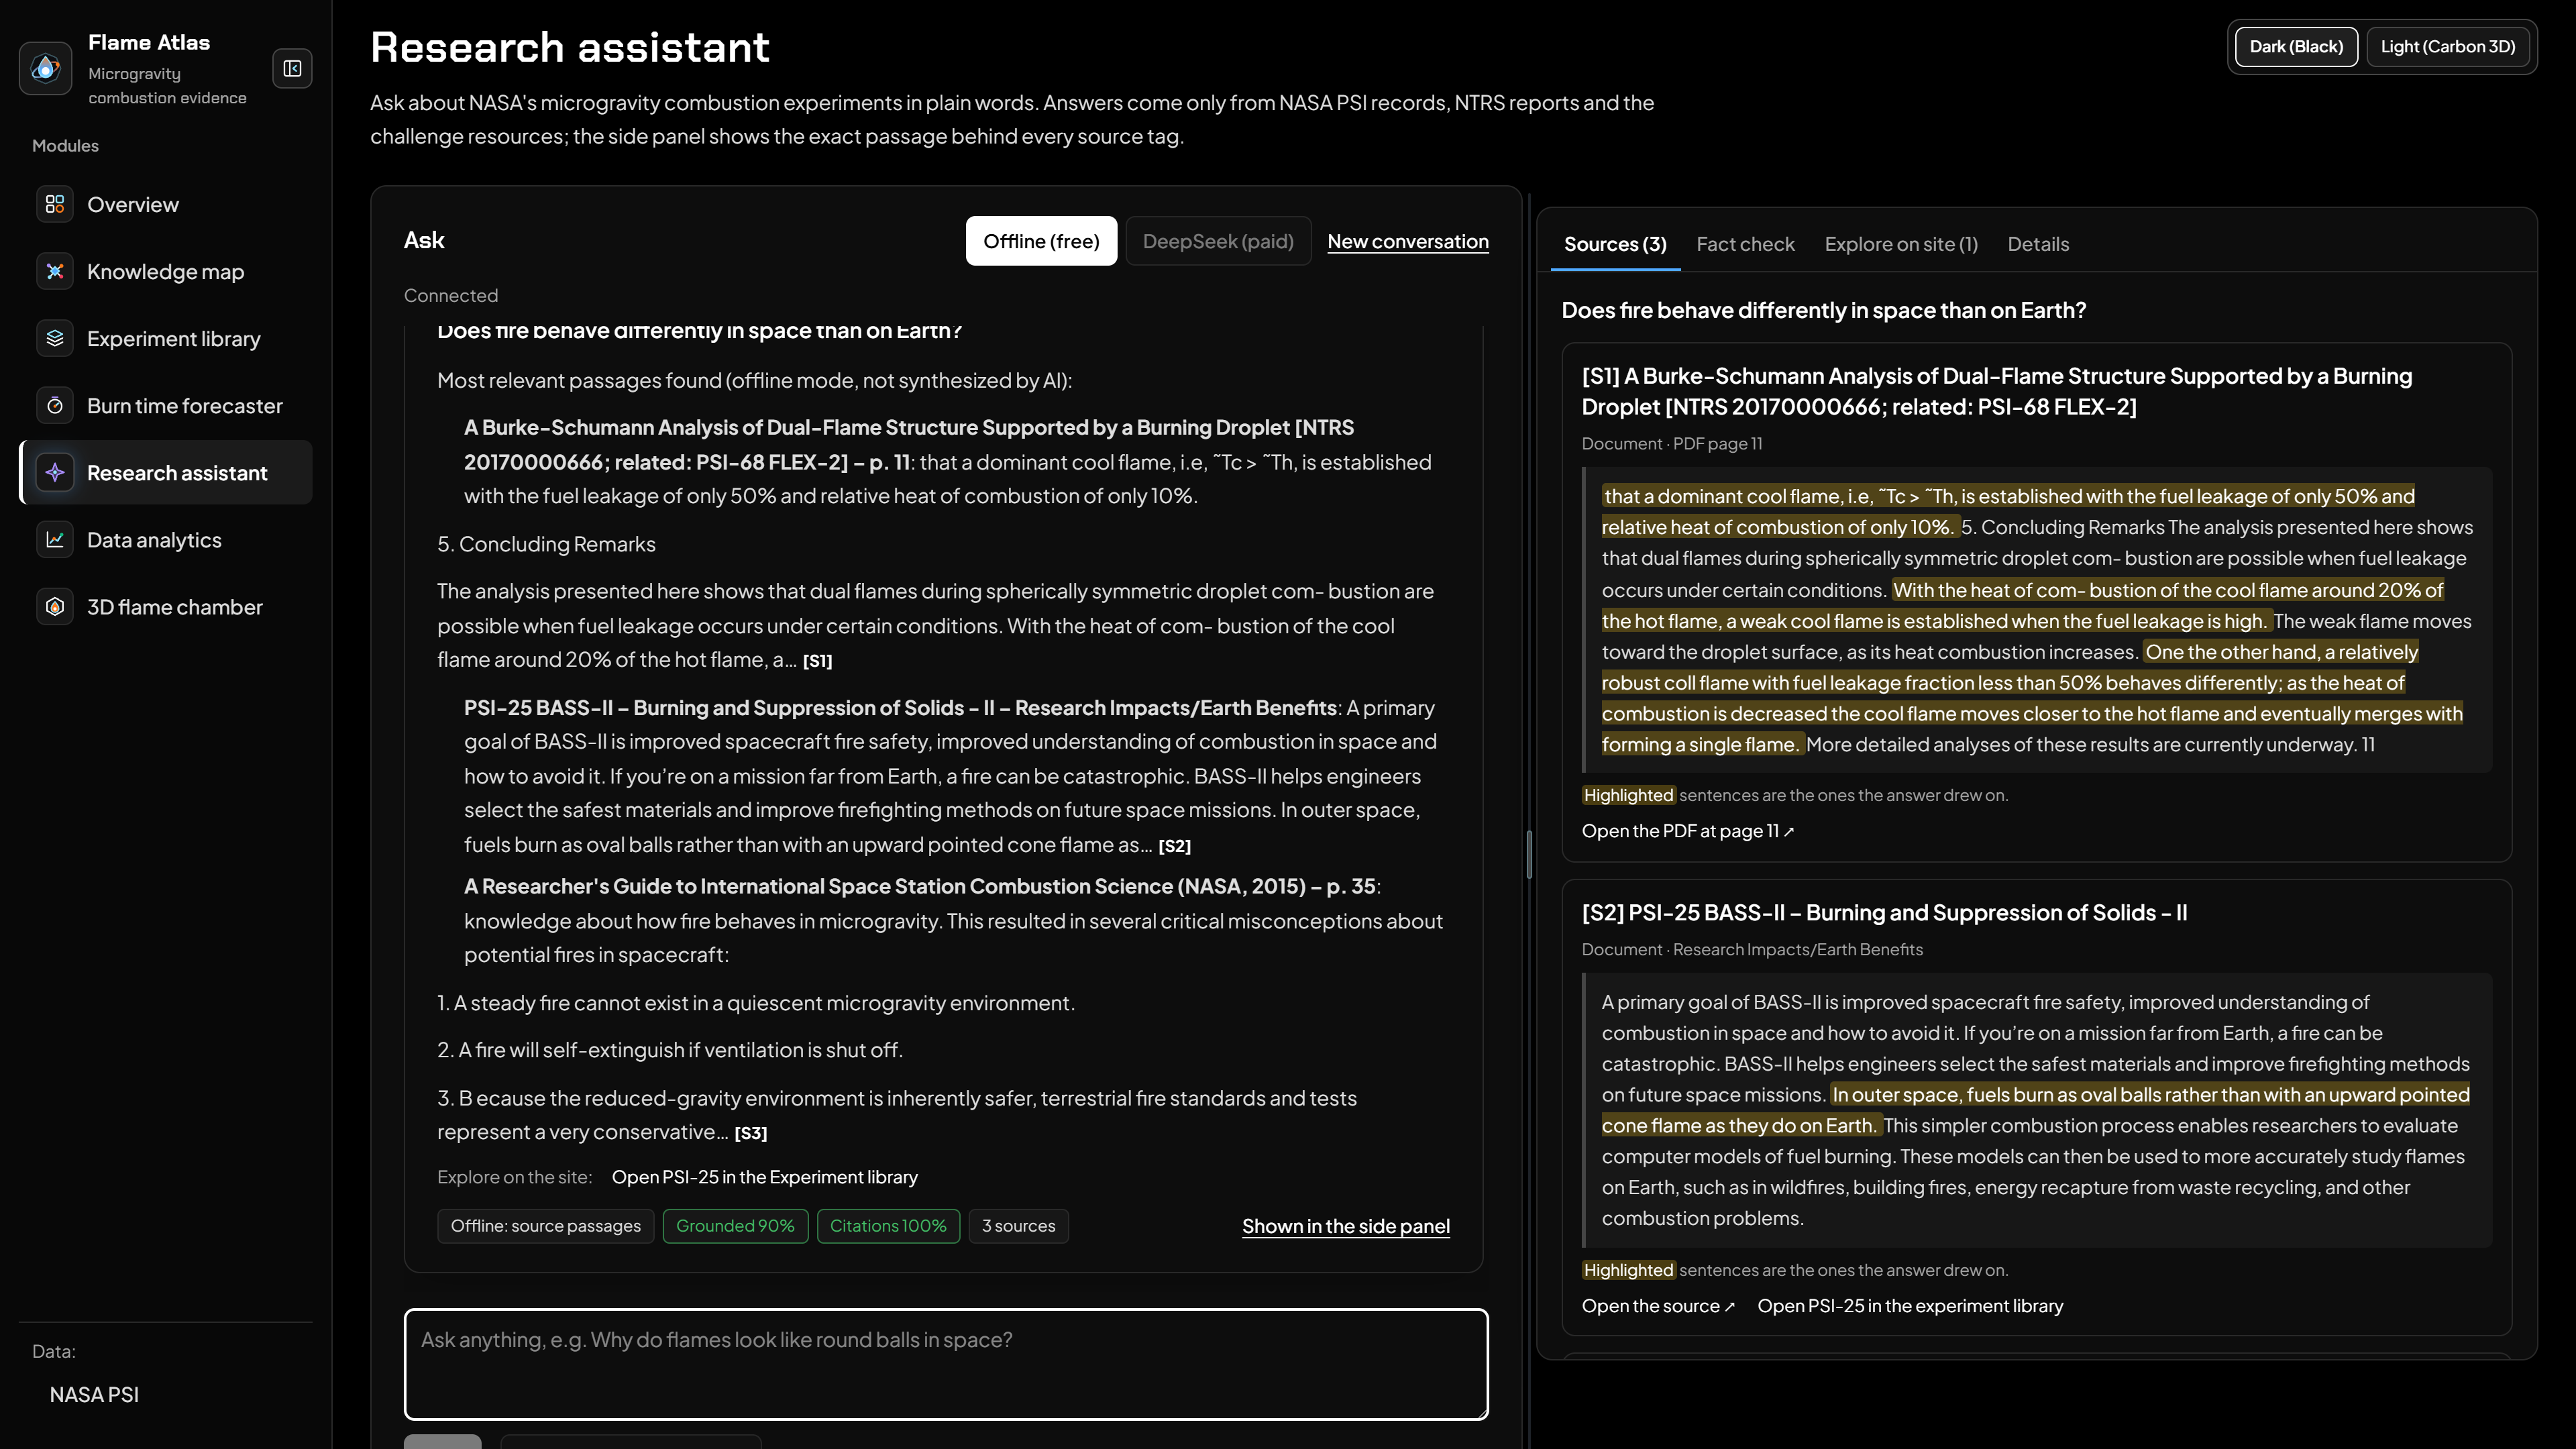 Flame Atlas
Microgravity
combustion evidence
Modules
Overview
Knowledge map
Experiment library
Burn time forecaster
Research assistant
Data analytics
3D flame chamber
Data:
NASA PSI
Research assistant
Ask about NASA's microgravity combustion experiments in plain words. Answers come only from NASA PSI records, NTRS reports and the
challenge resources; the side panel shows the exact passage behind every source tag.
Dark (Black)
Light (Carbon 3D)
Ask
Offline (free)
DeepSeek (paid)
New conversation
Connected
Does fire behave differently in space than on Earth?
Most relevant passages found (offline mode, not synthesized by AI):
A Burke-Schumann Analysis of Dual-Flame Structure Supported by a Burning Droplet [NTRS
20170000666; related: PSI-68 FLEX-2] – p. 11: that a dominant cool flame, i.e, ˜Tc > ˜Th, is established
with the fuel leakage of only 50% and relative heat of combustion of only 10%.
5. Concluding Remarks
The analysis presented here shows that dual flames during spherically symmetric droplet com- bustion are
possible when fuel leakage occurs under certain conditions. With the heat of com- bustion of the cool
flame around 20% of the hot flame, a… [S1]
PSI-25 BASS-II – Burning and Suppression of Solids - II – Research Impacts/Earth Benefits: A primary
goal of BASS-II is improved spacecraft fire safety, improved understanding of combustion in space and
how to avoid it. If you’re on a mission far from Earth, a fire can be catastrophic. BASS-II helps engineers
select the safest materials and improve firefighting methods on future space missions. In outer space,
fuels burn as oval balls rather than with an upward pointed cone flame as… [S2]
A Researcher's Guide to International Space Station Combustion Science (NASA, 2015) – p. 35:
knowledge about how fire behaves in microgravity. This resulted in several critical misconceptions about
potential fires in spacecraft:
1. A steady fire cannot exist in a quiescent microgravity environment.
2. A fire will self-extinguish if ventilation is shut off.
3. B ecause the reduced-gravity environment is inherently safer, terrestrial fire standards and tests
represent a very conservative… [S3]
Explore on the site: Open PSI-25 in the Experiment library
Offline: source passages
Grounded 90%
Citations 100%
3 sources
Shown in the side panel
Ask anything, e.g. Why do flames look like round balls in space?
Sources (3)
Fact check
Explore on site (1)
Details
Does fire behave differently in space than on Earth?
[S1] A Burke-Schumann Analysis of Dual-Flame Structure Supported by a Burning
Droplet [NTRS 20170000666; related: PSI-68 FLEX-2]
Document · PDF page 11
that a dominant cool flame, i.e, ˜Tc > ˜Th, is established with the fuel leakage of only 50% and
relative heat of combustion of only 10%. 5. Concluding Remarks The analysis presented here shows
that dual flames during spherically symmetric droplet com- bustion are possible when fuel leakage
occurs under certain conditions. With the heat of com- bustion of the cool flame around 20% of
the hot flame, a weak cool flame is established when the fuel leakage is high. The weak flame moves
toward the droplet surface, as its heat combustion increases. One the other hand, a relatively
robust coll flame with fuel leakage fraction less than 50% behaves differently; as the heat of
combustion is decreased the cool flame moves closer to the hot flame and eventually merges with
forming a single flame. More detailed analyses of these results are currently underway. 11
Highlighted sentences are the ones the answer drew on.
Open the PDF at page 11 ↗
[S2] PSI-25 BASS-II – Burning and Suppression of Solids - II
Document · Research Impacts/Earth Benefits
A primary goal of BASS-II is improved spacecraft fire safety, improved understanding of
combustion in space and how to avoid it. If you’re on a mission far from Earth, a fire can be
catastrophic. BASS-II helps engineers select the safest materials and improve firefighting methods
on future space missions. In outer space, fuels burn as oval balls rather than with an upward pointed
cone flame as they do on Earth. This simpler combustion process enables researchers to evaluate
computer models of fuel burning. These models can then be used to more accurately study flames
on Earth, such as in wildfires, building fires, energy recapture from waste recycling, and other
combustion problems.
Highlighted sentences are the ones the answer drew on.
Open the source ↗ Open PSI-25 in the experiment library